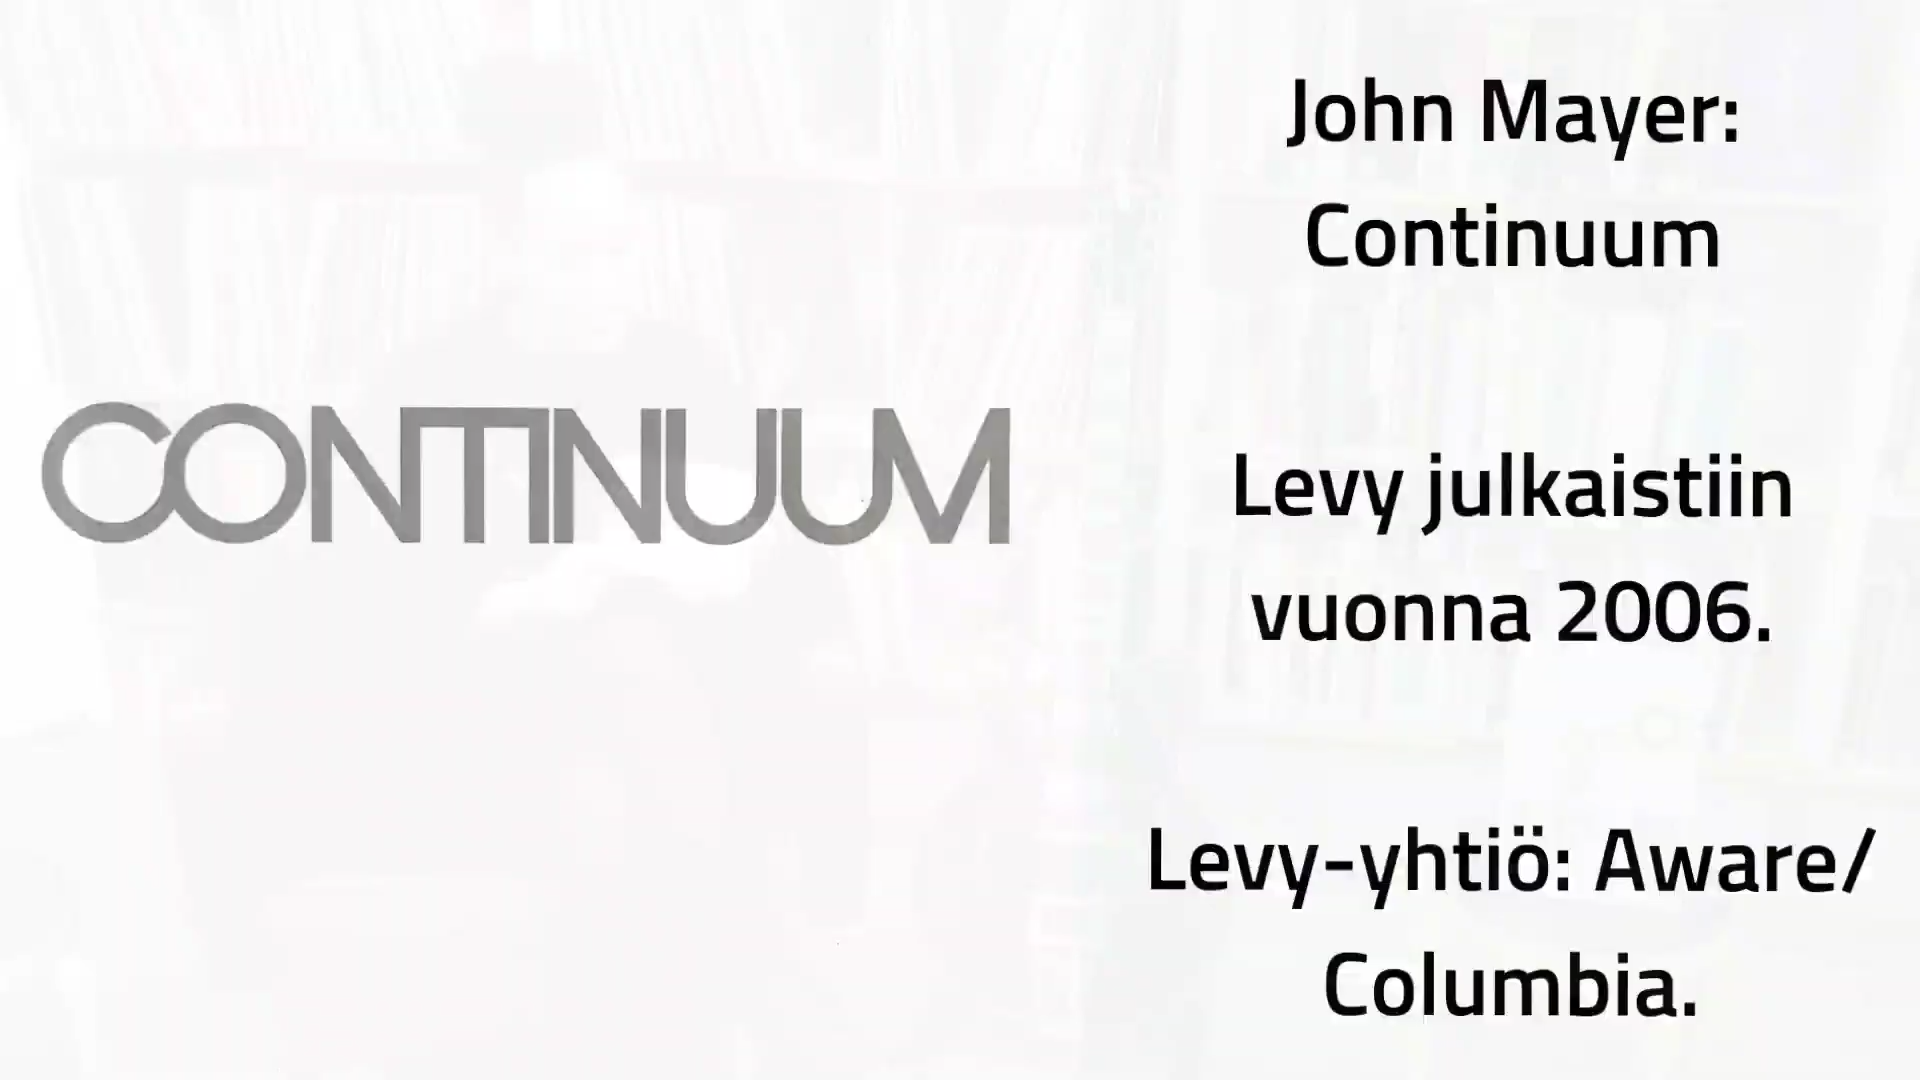 CONTINUUM
John Mayer:
Continuum
Levy julkaistiin
vuonna 2006.
Levy-yhtiö: Aware/
Columbia.